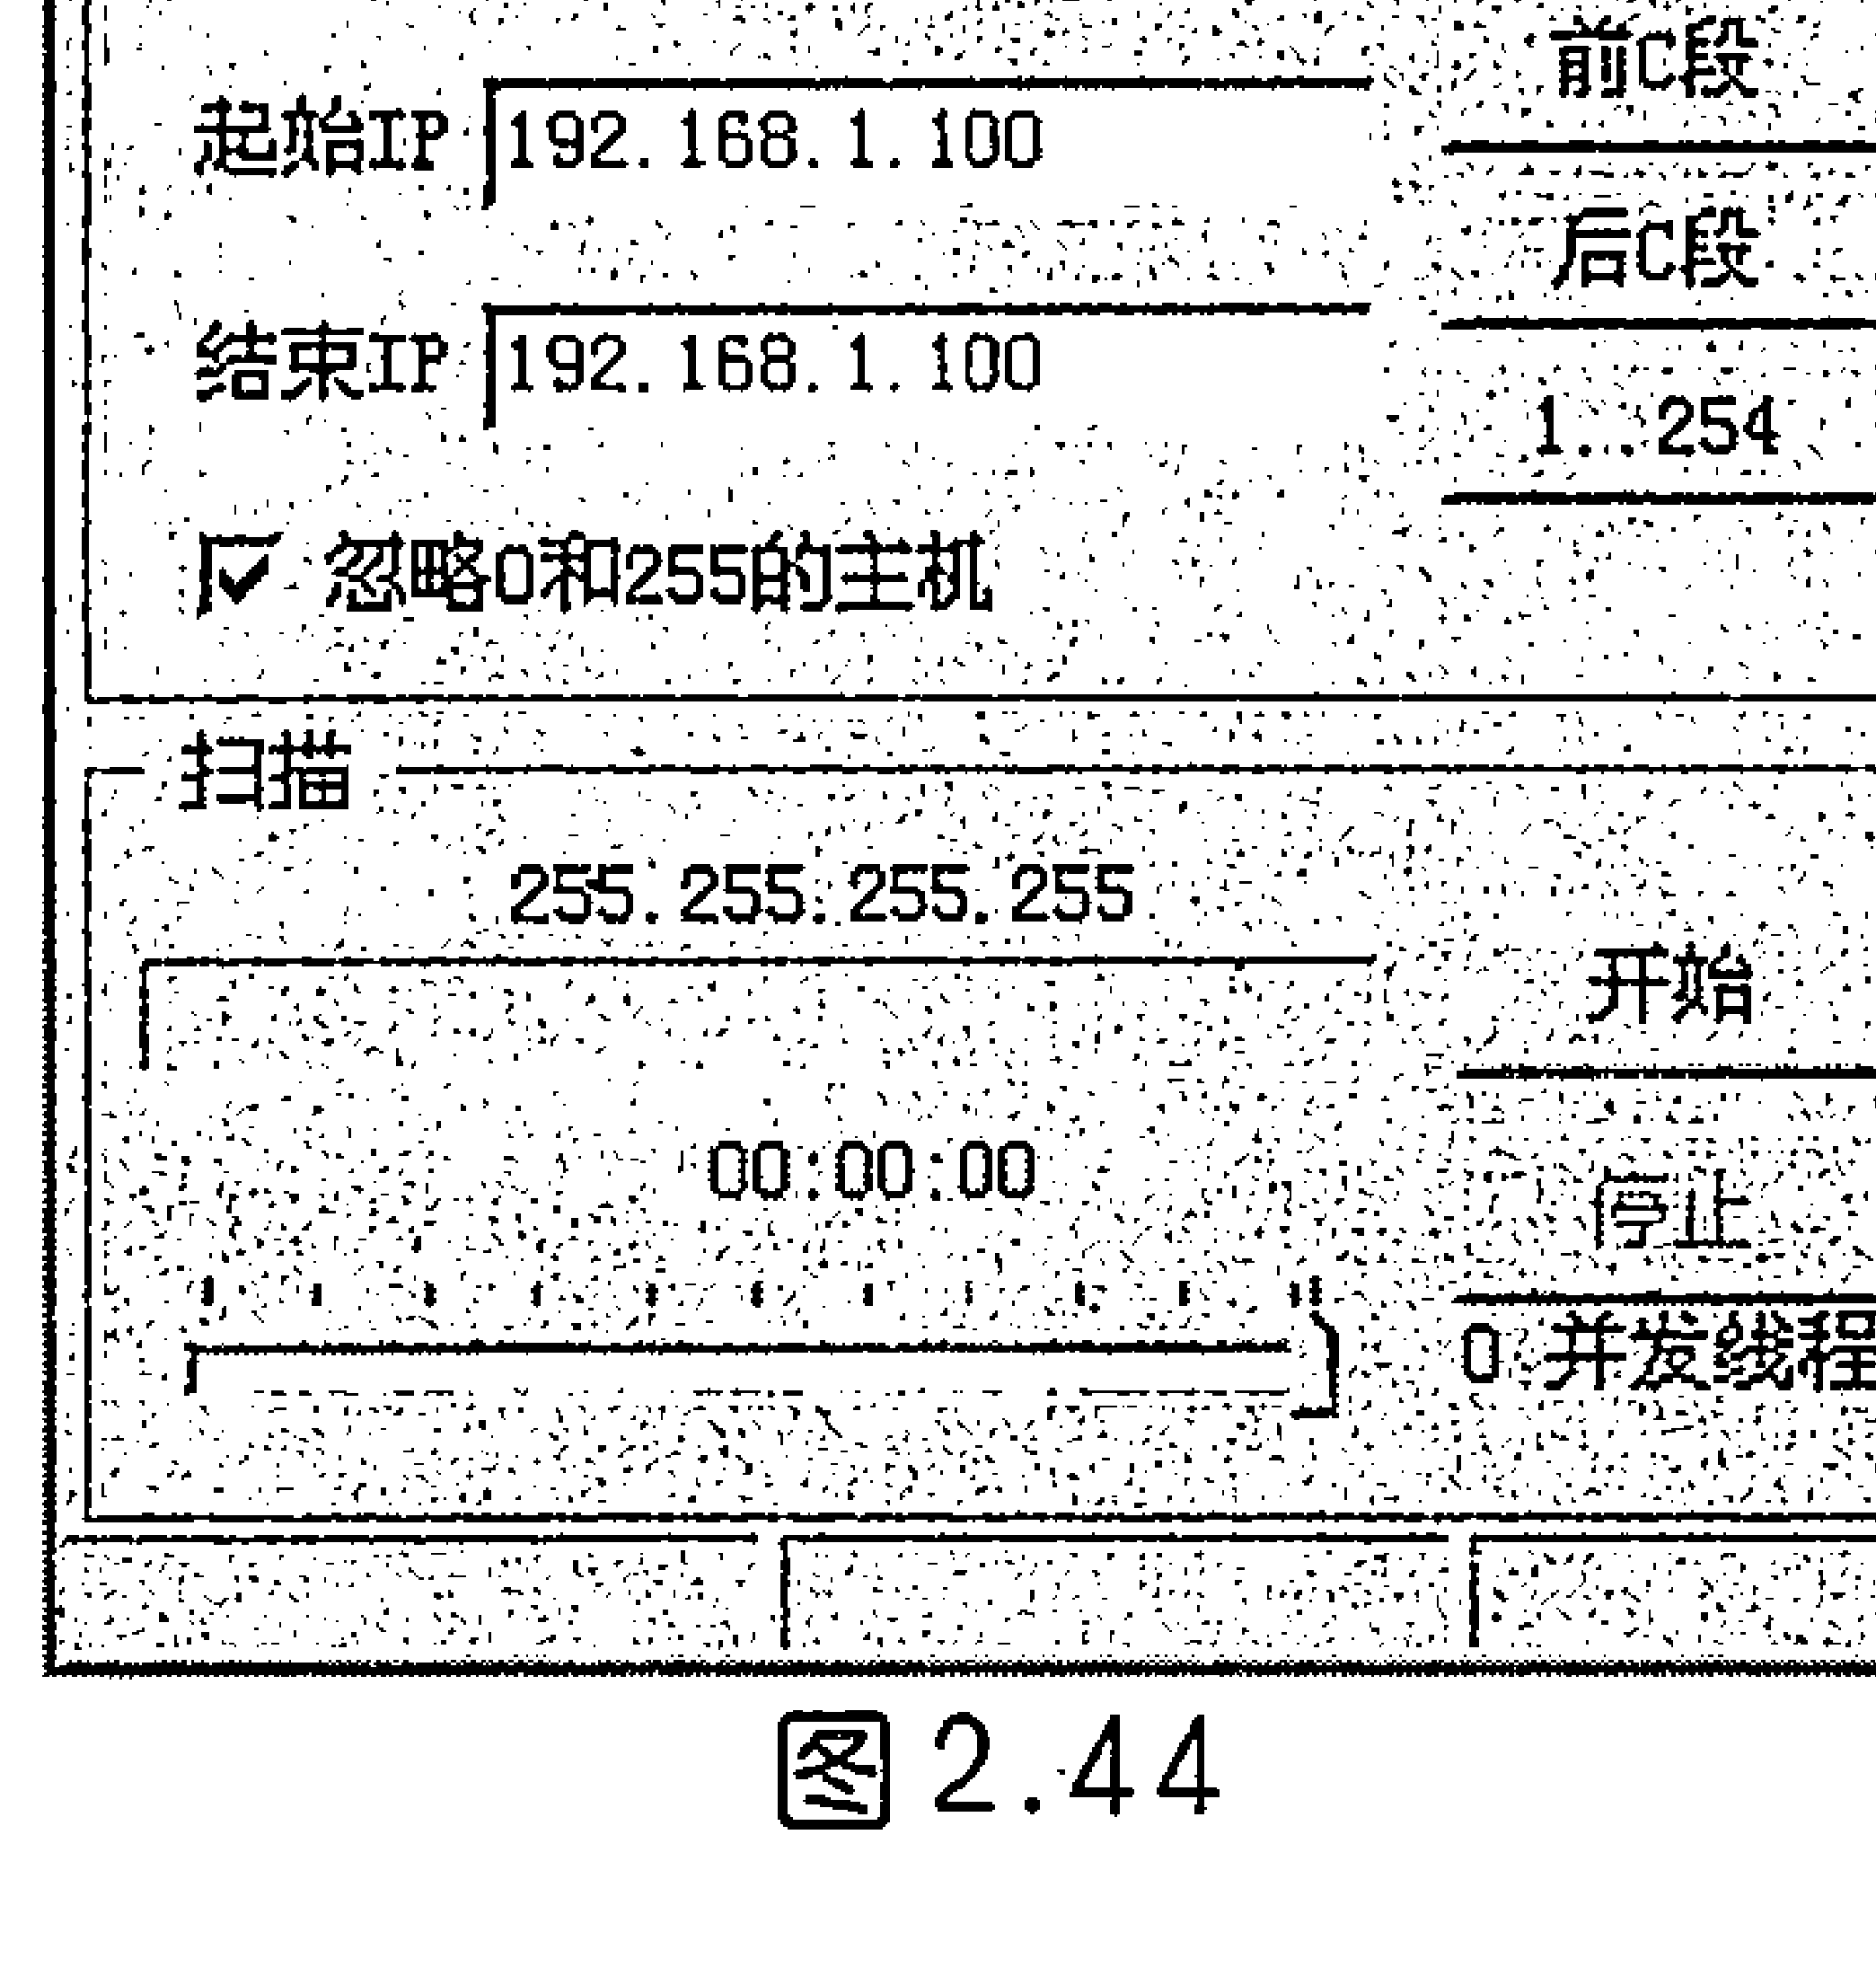 前C段
起始IP 192.168.1.100
后C段
结束IP 192.168.1.100
1...254
忽略0和255的主机
扫描
255.255.255.255
开始
00:00:00
停止
0 并发线程
图 2.44